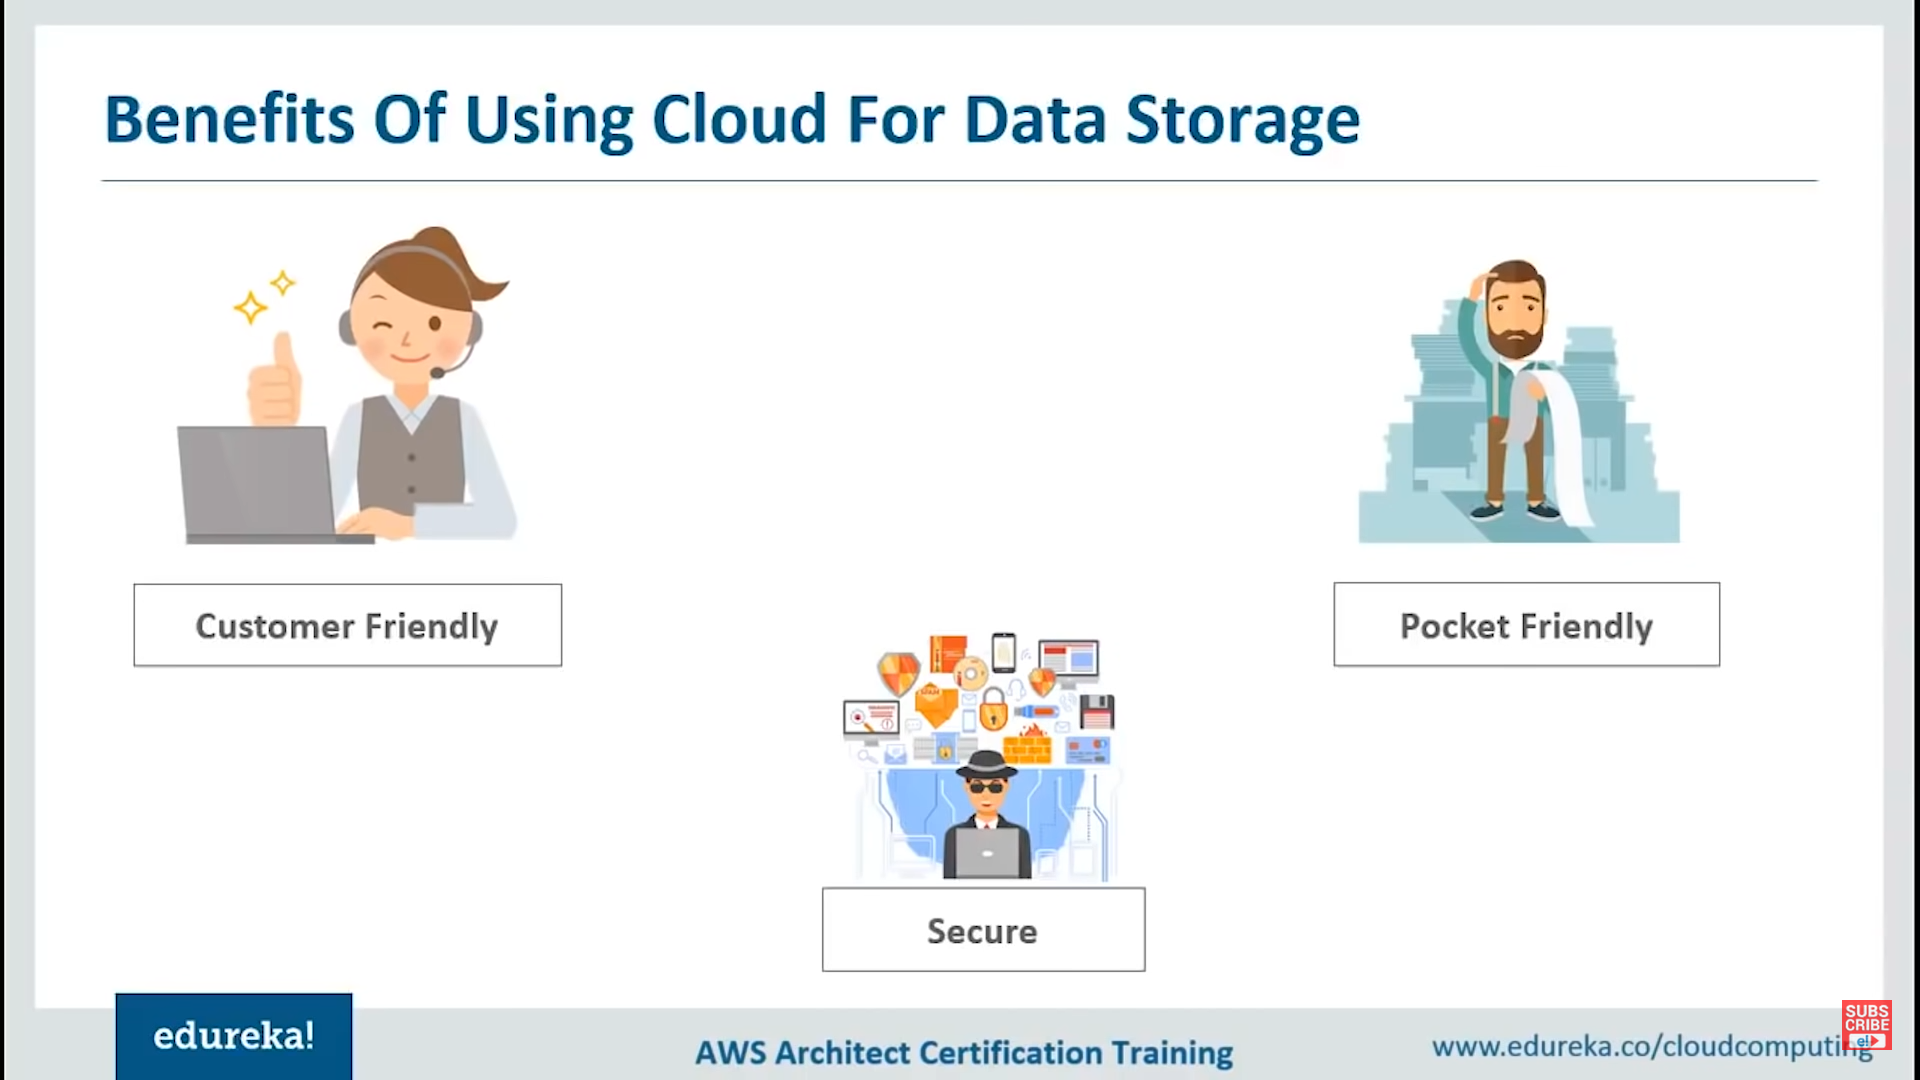 Benefits Of Using Cloud For Data Storage
Customer Friendly
Pocket Friendly
Secure
edureka!
AWS Architect Certification Training
www.edureka.co/cloudcomputing
SUBS
CRIBE
e!